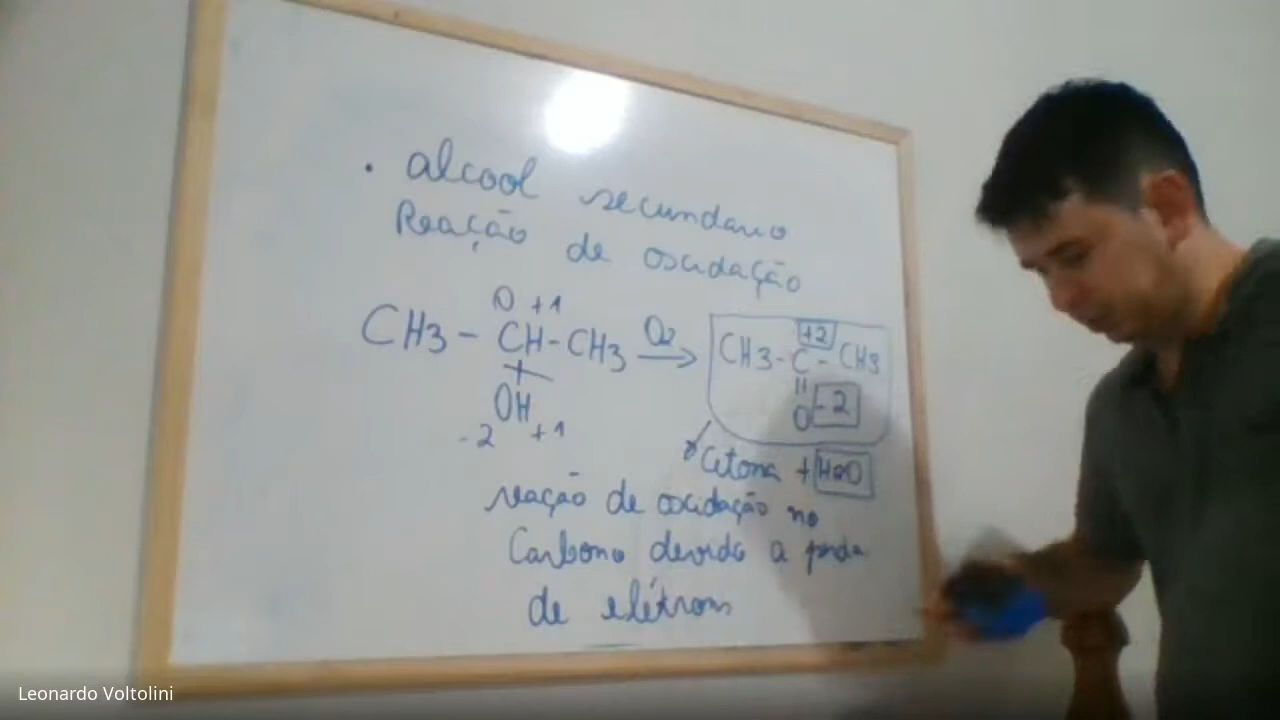 . alcool secundario
Reação de oxidação
0 +1
CH3 - CH - CH3 O2 → CH3 - C - CH3 +2
OH
-2 +1
|| O -2
Cetona + H2O
reação de oxidação no
Carbono devido a perda
de elétrons
Leonardo Voltolini